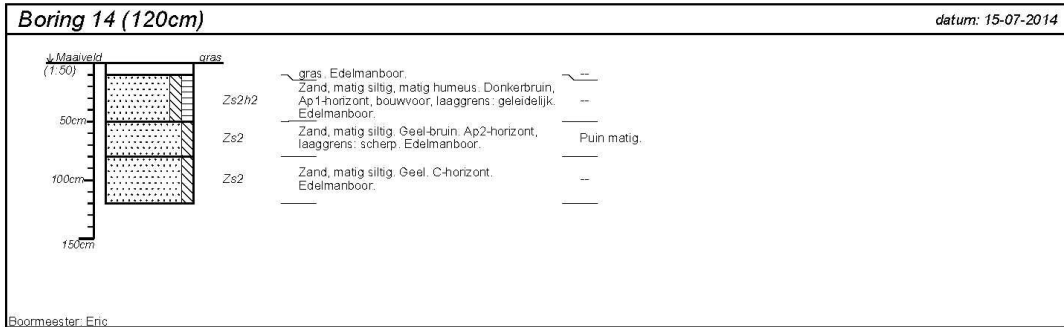 Boring 14 (120cm)
datum: 15-07-2014
Maaiveld
gras
(1:50)
gras. Edelmanboor.
--
Zand, matig siltig, matig humeus. Donkerbruin,
Zs2h2
Ap1-horizont, bouwvoor, laaggrens: geleidelijk.
--
Edelmanboor.
50cm
Zs2
Zand, matig siltig. Geel-bruin. Ap2-horizont,
laaggrens: scherp. Edelmanboor.
Puin matig.
100cm
Zs2
Zand, matig siltig. Geel. C-horizont.
Edelmanboor.
--
150cm
Boormeester: Eric